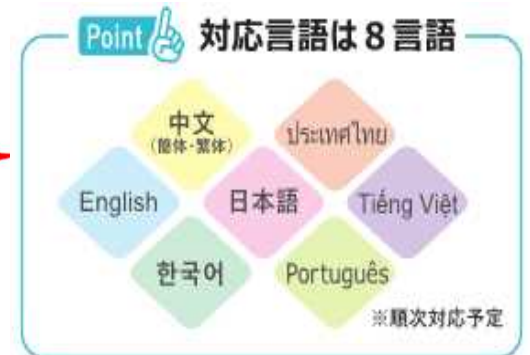 Point 対応言語は8言語
中文
(簡体・繁体)
ประเทศไทย
English
日本語
Tiếng Việt
한국어
Português
※順次対応予定